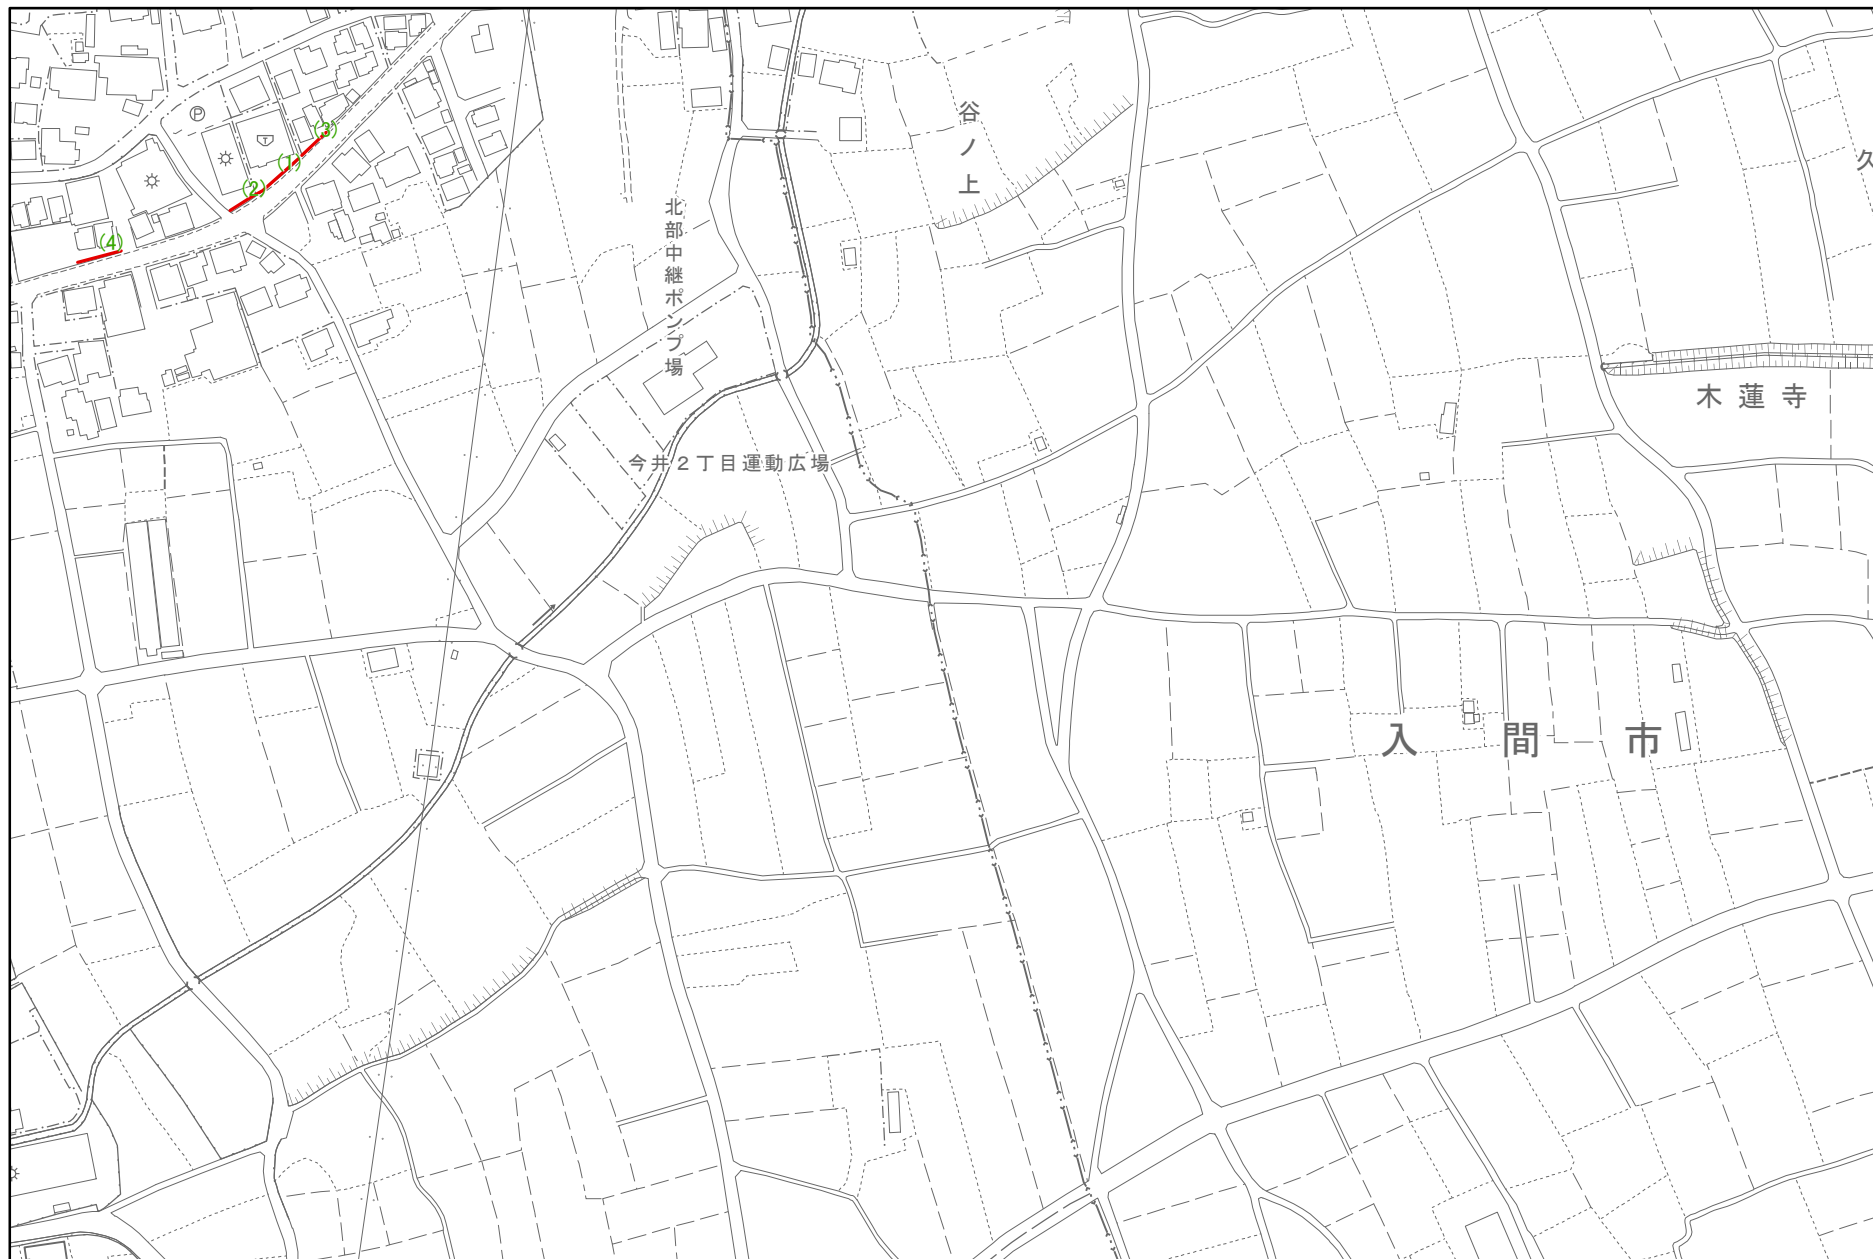 谷ノ上
久
Ⓟ
(3)
(1)
(2)
(4)
北部中継ポンプ場
木蓮寺
今井2丁目運動広場
入間市